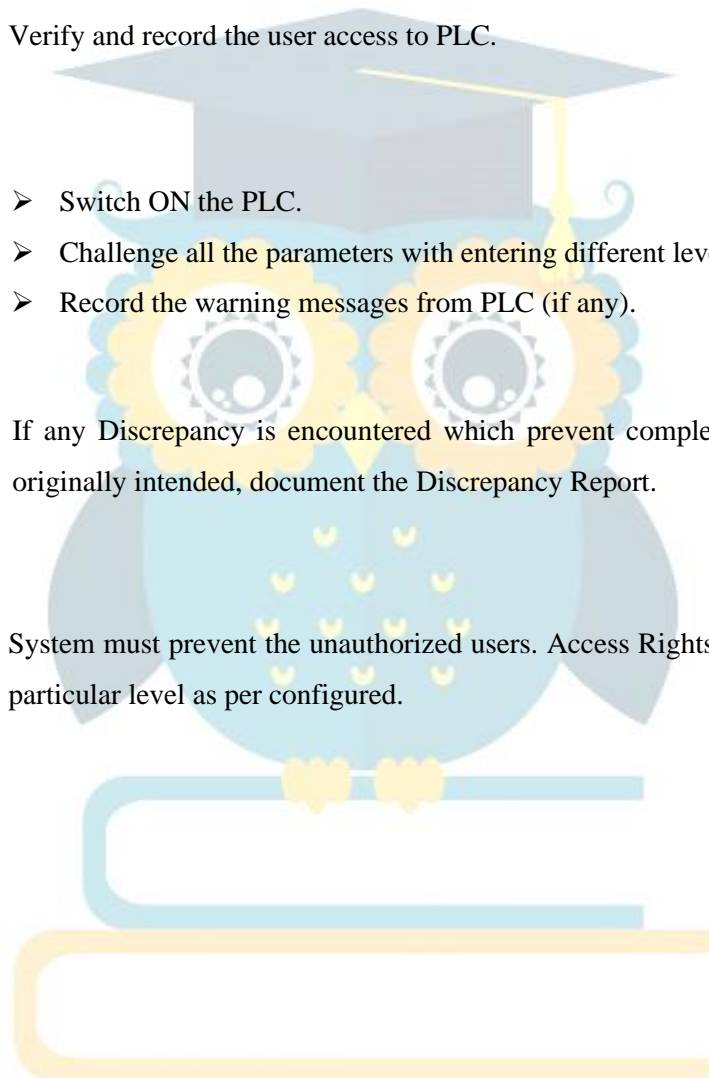 Verify and record the user access to PLC.
➢ Switch ON the PLC.
➢ Challenge all the parameters with entering different
➢ Record the warning messages from PLC (if any).
If any Discrepancy is encountered which prevent
originally intended, document the Discrepancy Report.
System must prevent the unauthorized users. Access Rights
particular level as per configured.